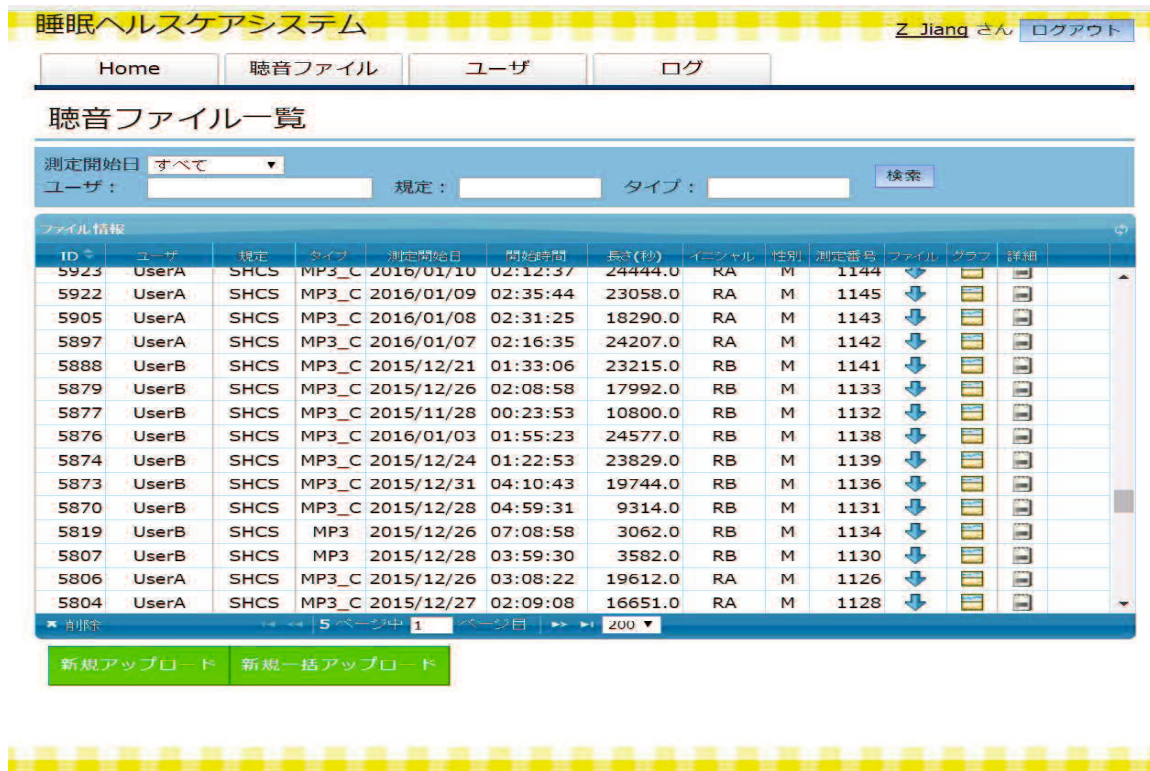 睡眠ヘルスケアシステム
Z_Jiang さん ログアウト
Home 聴音ファイル ユーザ ログ
聴音ファイル一覧
測定開始日 すべて
ユーザ： 規定： タイプ： 検索
ファイル情報
ID ユーザ 規定 タイプ 測定開始日 開始時間 長さ(秒) イニシャル 性別 測定番号 ファイル グラフ 詳細
5923 UserA SHCS MP3_C 2016/01/10 02:12:37 24444.0 RA M 1144
5922 UserA SHCS MP3_C 2016/01/09 02:35:44 23058.0 RA M 1145
5905 UserA SHCS MP3_C 2016/01/08 02:31:25 18290.0 RA M 1143
5897 UserA SHCS MP3_C 2016/01/07 02:16:35 24207.0 RA M 1142
5888 UserB SHCS MP3_C 2015/12/21 01:33:06 23215.0 RB M 1141
5879 UserB SHCS MP3_C 2015/12/26 02:08:58 17992.0 RB M 1133
5877 UserB SHCS MP3_C 2015/11/28 00:23:53 10800.0 RB M 1132
5876 UserB SHCS MP3_C 2016/01/03 01:55:23 24577.0 RB M 1138
5874 UserB SHCS MP3_C 2015/12/24 01:22:53 23829.0 RB M 1139
5873 UserB SHCS MP3_C 2015/12/31 04:10:43 19744.0 RB M 1136
5870 UserB SHCS MP3_C 2015/12/28 04:59:31 9314.0 RB M 1131
5819 UserB SHCS MP3 2015/12/26 07:08:58 3062.0 RB M 1134
5807 UserB SHCS MP3 2015/12/28 03:59:30 3582.0 RB M 1130
5806 UserA SHCS MP3_C 2015/12/26 03:08:22 19612.0 RA M 1126
5804 UserA SHCS MP3_C 2015/12/27 02:09:08 16651.0 RA M 1128
削除 5 ページ中 1 ページ目 200
新規アップロード 新規一括アップロード